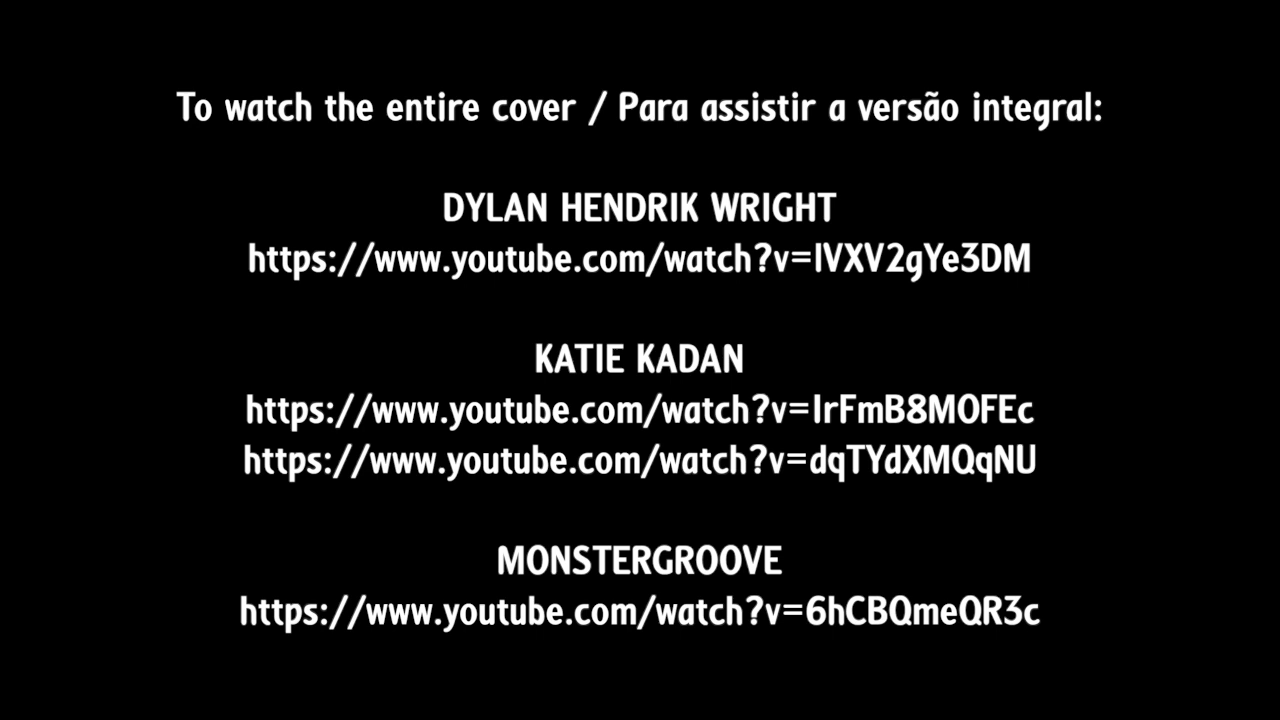 To watch the entire cover / Para assistir a versão integral:
DYLAN HENDRIK WRIGHT
https://www.youtube.com/watch?v=lVXV2gYe3DM
KATIE KADAN
https://www.youtube.com/watch?v=IrFmB8MOFEc
https://www.youtube.com/watch?v=dqTYdXMQqNU
MONSTERGROOVE
https://www.youtube.com/watch?v=6hCBQmeQR3c